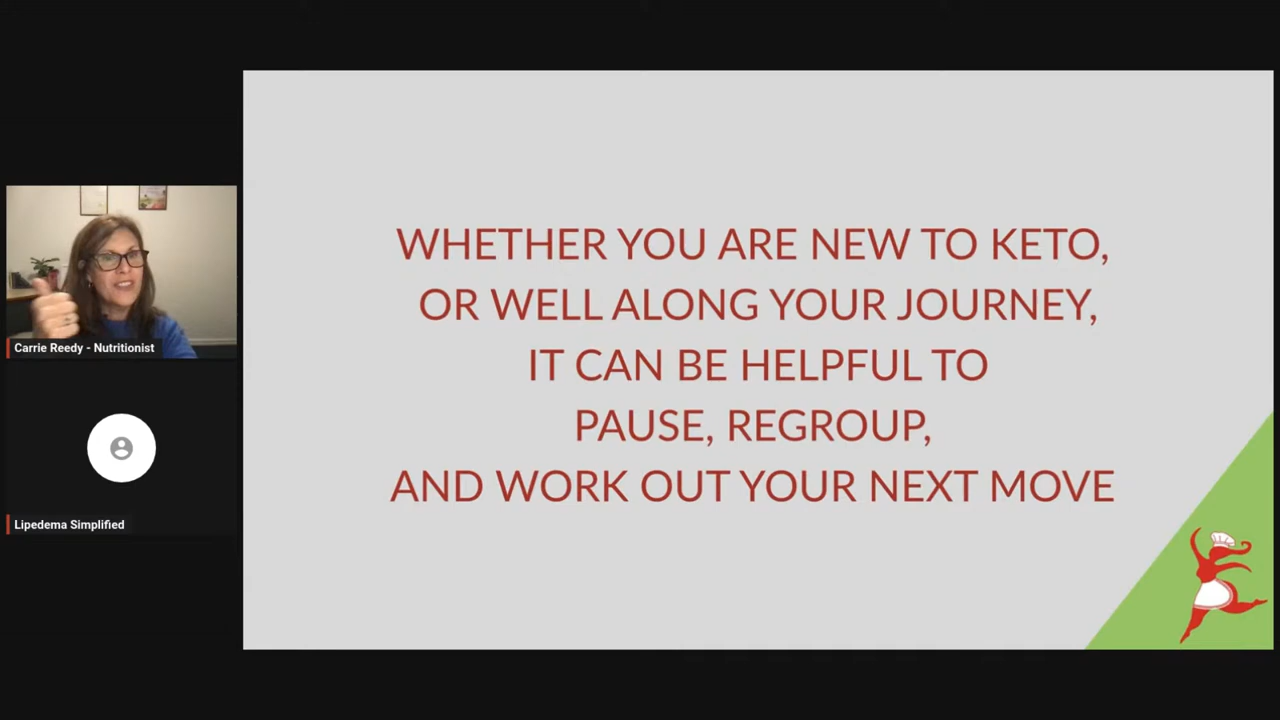 WHETHER YOU ARE NEW TO KETO,
OR WELL ALONG YOUR JOURNEY,
IT CAN BE HELPFUL TO
PAUSE, REGROUP,
AND WORK OUT YOUR NEXT MOVE
Carrie Reedy - Nutritionist
Lipedema Simplified